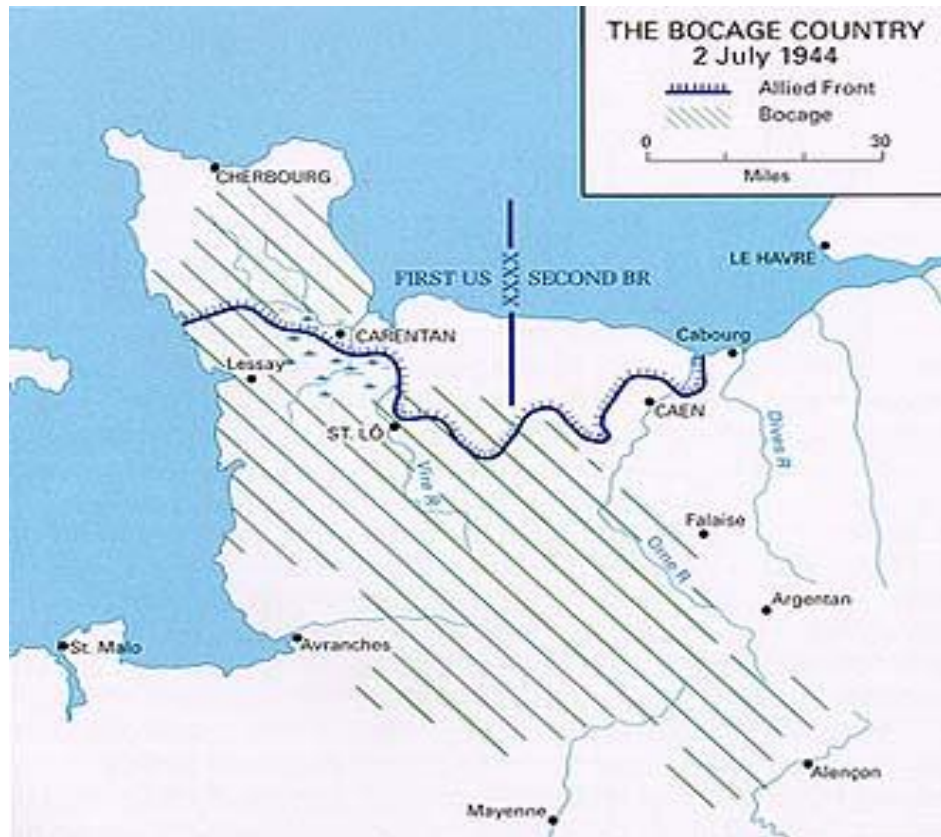 THE BOCAGE COUNTRY
2 July 1944
Allied Front
Bocage
0 30
Miles
CHERBOURG
LE HAVRE
FIRST US XXXX SECOND BR
CARENTAN
Cabourg
Lessay
CAEN
ST. LÔ
Vire R
Dives R
Falaise
Orne R
Argentan
St. Malo
Avranches
Alençon
Mayenne